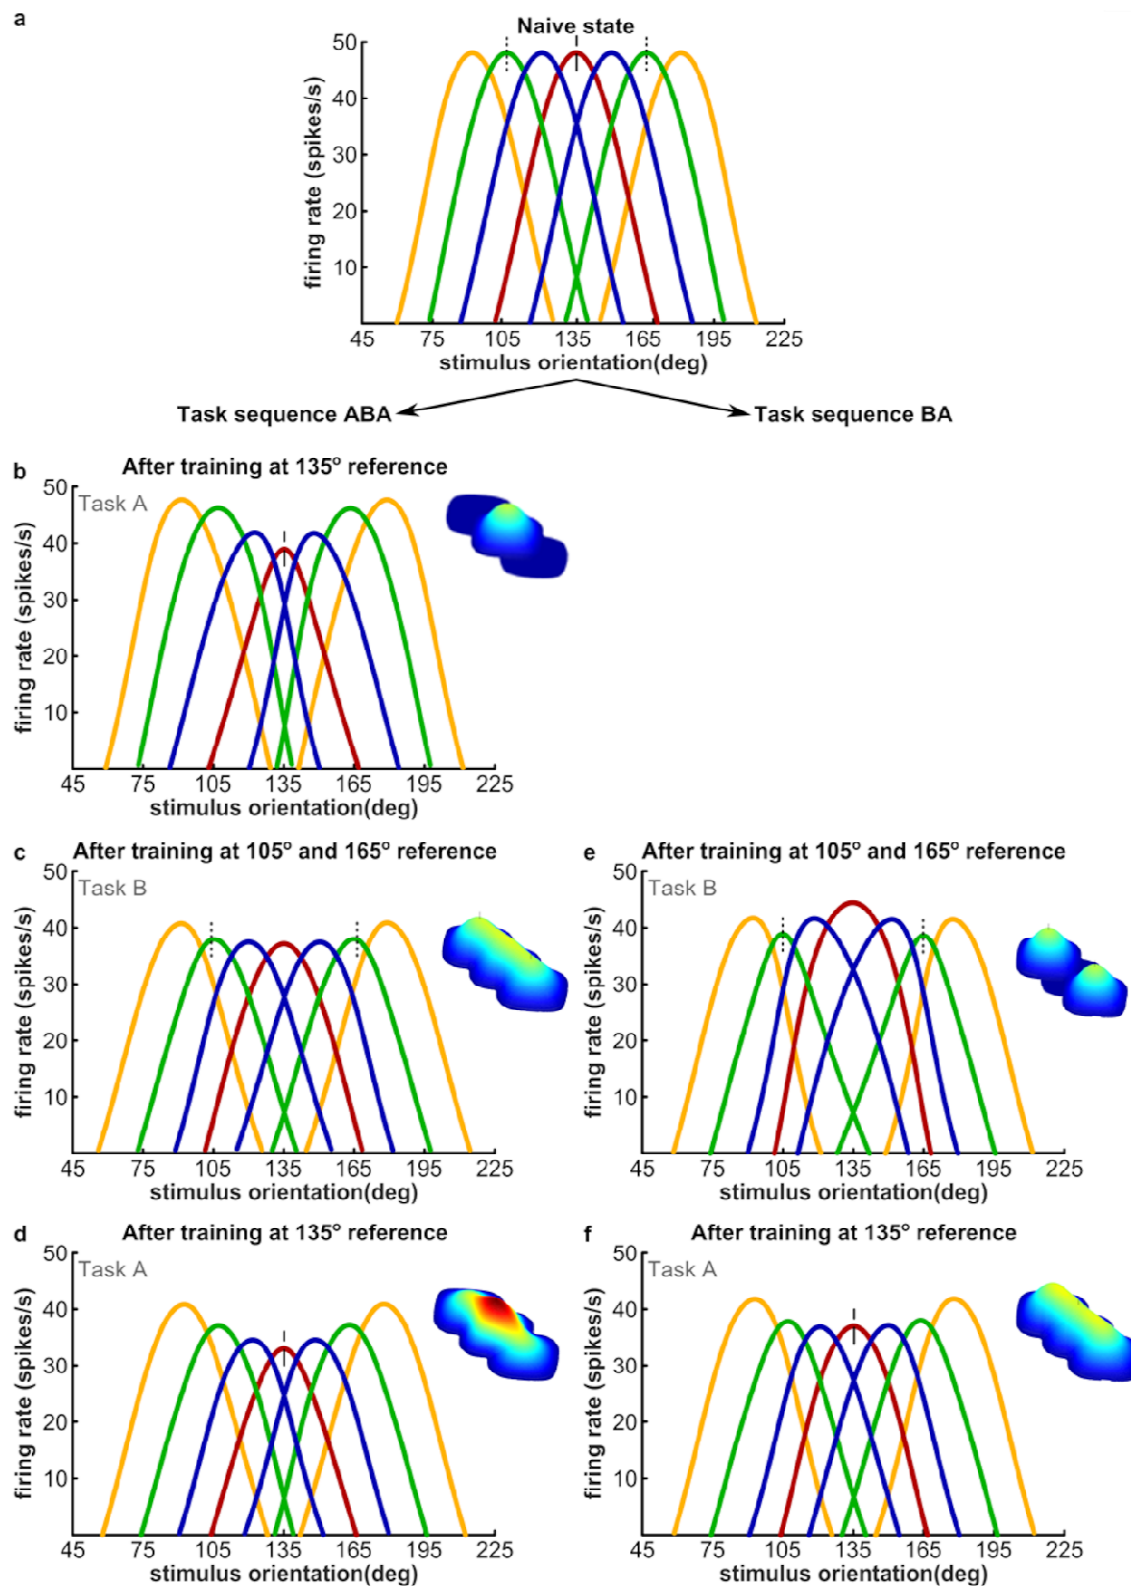 a
Naive state
50
40
30
20
10
firing rate (spikes/s)
45 75 105 135 165 195 225
stimulus orientation(deg)
Task sequence ABA
Task sequence BA
b After training at 135º reference
Task A
50
40
30
20
10
firing rate (spikes/s)
45 75 105 135 165 195 225
stimulus orientation(deg)
c After training at 105º and 165º reference
Task B
50
40
30
20
10
firing rate (spikes/s)
45 75 105 135 165 195 225
stimulus orientation(deg)
e After training at 105º and 165º reference
Task B
50
40
30
20
10
firing rate (spikes/s)
45 75 105 135 165 195 225
stimulus orientation(deg)
d After training at 135º reference
Task A
50
40
30
20
10
firing rate (spikes/s)
45 75 105 135 165 195 225
stimulus orientation(deg)
f After training at 135º reference
Task A
50
40
30
20
10
firing rate (spikes/s)
45 75 105 135 165 195 225
stimulus orientation(deg)